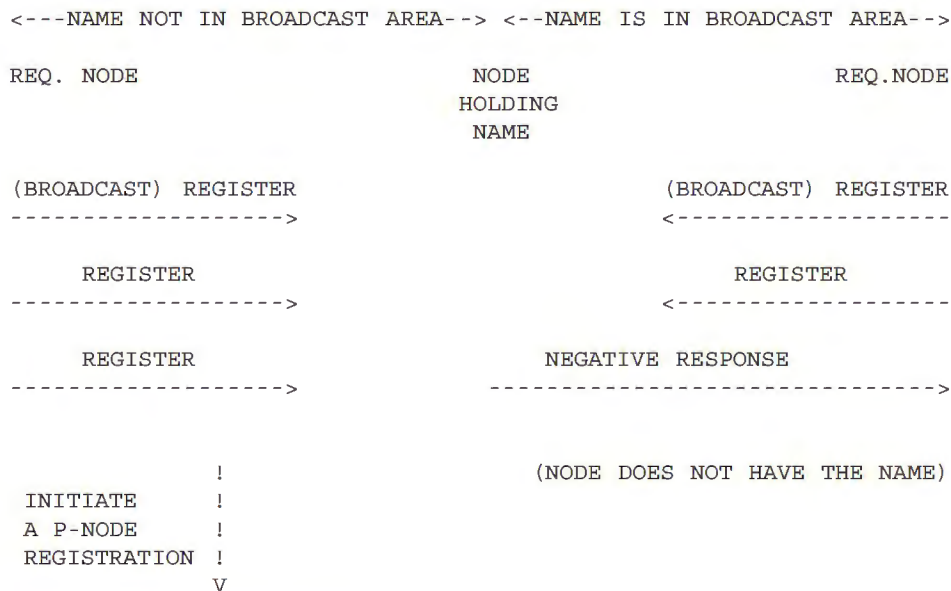 <---NAME NOT IN BROADCAST AREA--> <--NAME IS IN BROADCAST AREA-->
REQ. NODE NODE REQ.NODE
HOLDING
NAME
(BROADCAST) REGISTER (BROADCAST) REGISTER
-------------------> <-------------------
REGISTER REGISTER
-------------------> <-------------------
REGISTER NEGATIVE RESPONSE
-------------------> ------------------------------->
! (NODE DOES NOT HAVE THE NAME)
INITIATE !
A P-NODE !
REGISTRATION !
V